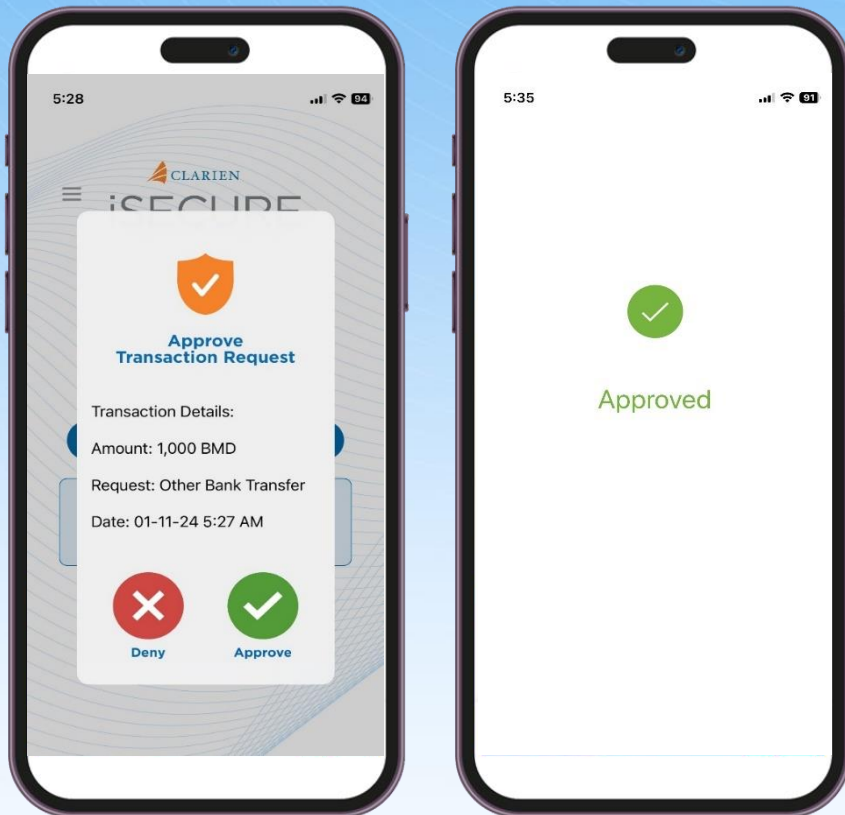 5:28
94
CLARIEN
iSECURE
Approve
Transaction Request
Transaction Details:
Amount: 1,000 BMD
Request: Other Bank Transfer
Date: 01-11-24 5:27 AM
Deny
Approve
5:35
91
Approved